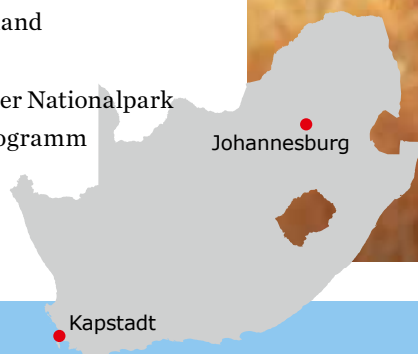 and
er Nationalpark
ogramm
Johannesburg
Kapstadt